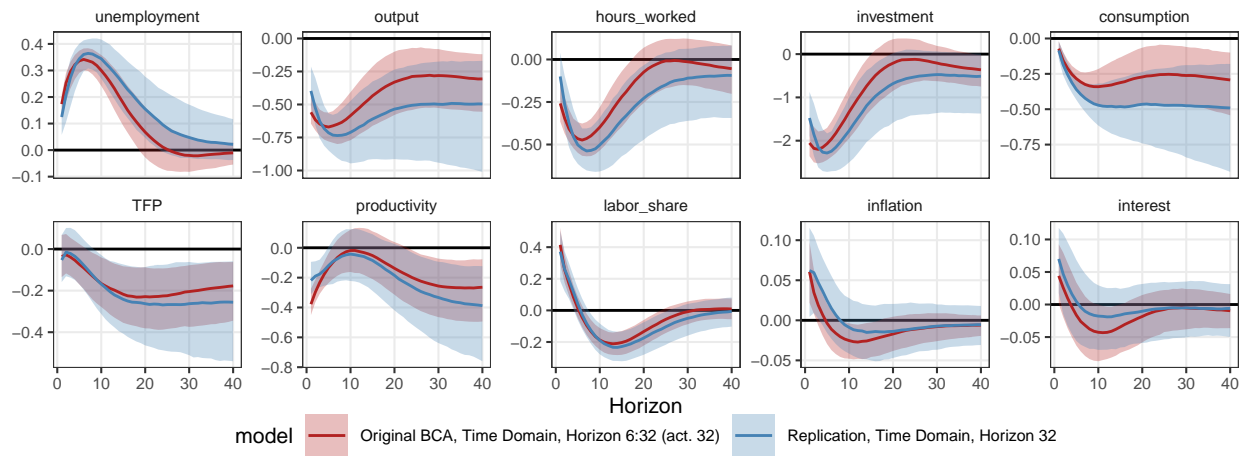 unemployment
output
hours_worked
investment
consumption
0.4
0.3
0.2
0.1
0.0
−0.1
0.00
−0.25
−0.50
−0.75
−1.00
0.00
−0.25
−0.50
0
−1
−2
0.00
−0.25
−0.50
−0.75
TFP
productivity
labor_share
inflation
interest
0.0
−0.2
−0.4
0.0
−0.2
−0.4
−0.6
−0.8
0.4
0.2
0.0
−0.2
0.10
0.05
0.00
−0.05
0.10
0.05
0.00
−0.05
0 10 20 30 40
0 10 20 30 40
0 10 20 30 40
0 10 20 30 40
0 10 20 30 40
Horizon
model
Original BCA, Time Domain, Horizon 6:32 (act. 32)
Replication, Time Domain, Horizon 32